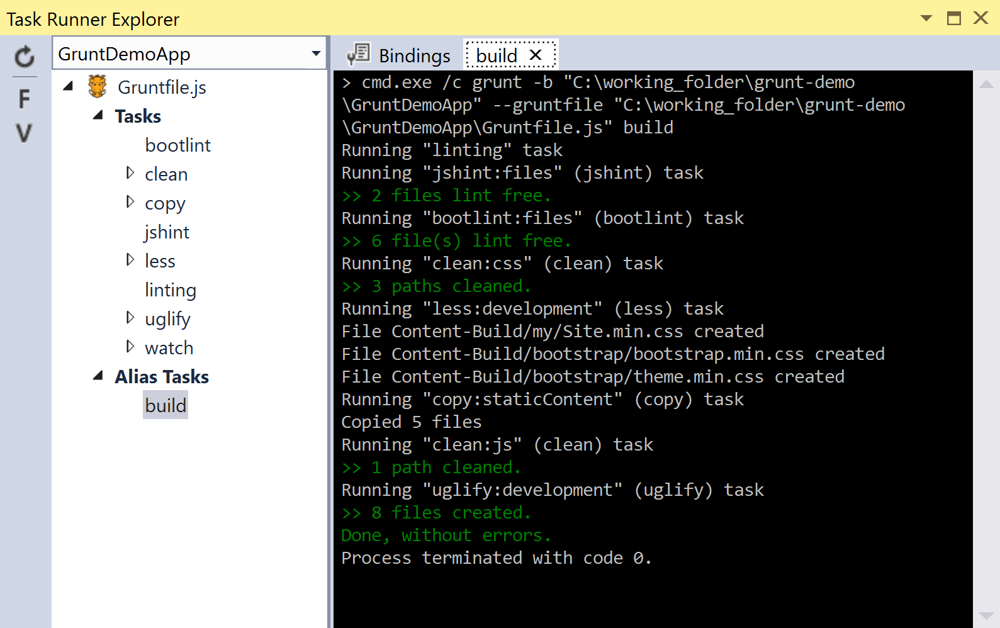 Task Runner Explorer
GruntDemoApp
F
V
Gruntfile.js
Tasks
bootlint
clean
copy
jshint
less
linting
uglify
watch
Alias Tasks
build
Bindings
build
> cmd.exe /c grunt -b "C:\working_folder\grunt-demo
\GruntDemoApp" --gruntfile "C:\working_folder\grunt-demo
\GruntDemoApp\Gruntfile.js" build
Running "linting" task
Running "jshint:files" (jshint) task
>> 2 files lint free.
Running "bootlint:files" (bootlint) task
>> 6 file(s) lint free.
Running "clean:css" (clean) task
>> 3 paths cleaned.
Running "less:development" (less) task
File Content-Build/my/Site.min.css created
File Content-Build/bootstrap/bootstrap.min.css created
File Content-Build/bootstrap/theme.min.css created
Running "copy:staticContent" (copy) task
Copied 5 files
Running "clean:js" (clean) task
>> 1 path cleaned.
Running "uglify:development" (uglify) task
>> 8 files created.
Done, without errors.
Process terminated with code 0.